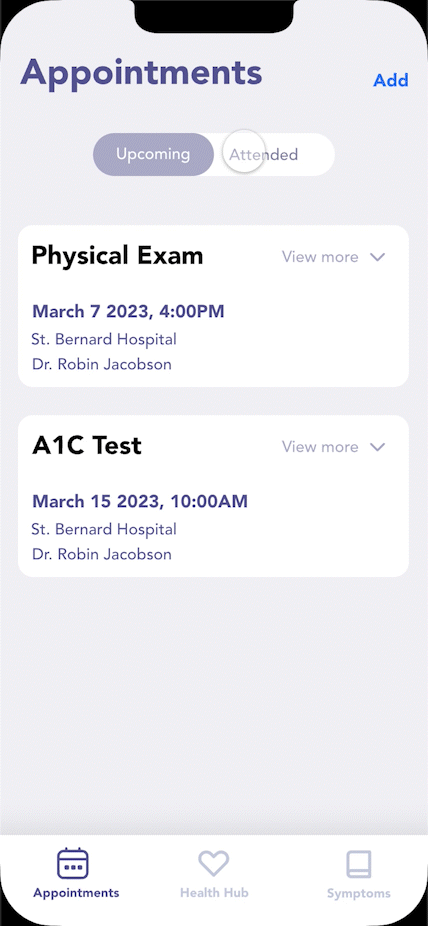 Appointments
Add
Upcoming
Attended
Physical Exam
View more
March 7 2023, 4:00PM
St. Bernard Hospital
Dr. Robin Jacobson
A1C Test
View more
March 15 2023, 10:00AM
St. Bernard Hospital
Dr. Robin Jacobson
Appointments
Health Hub
Symptoms